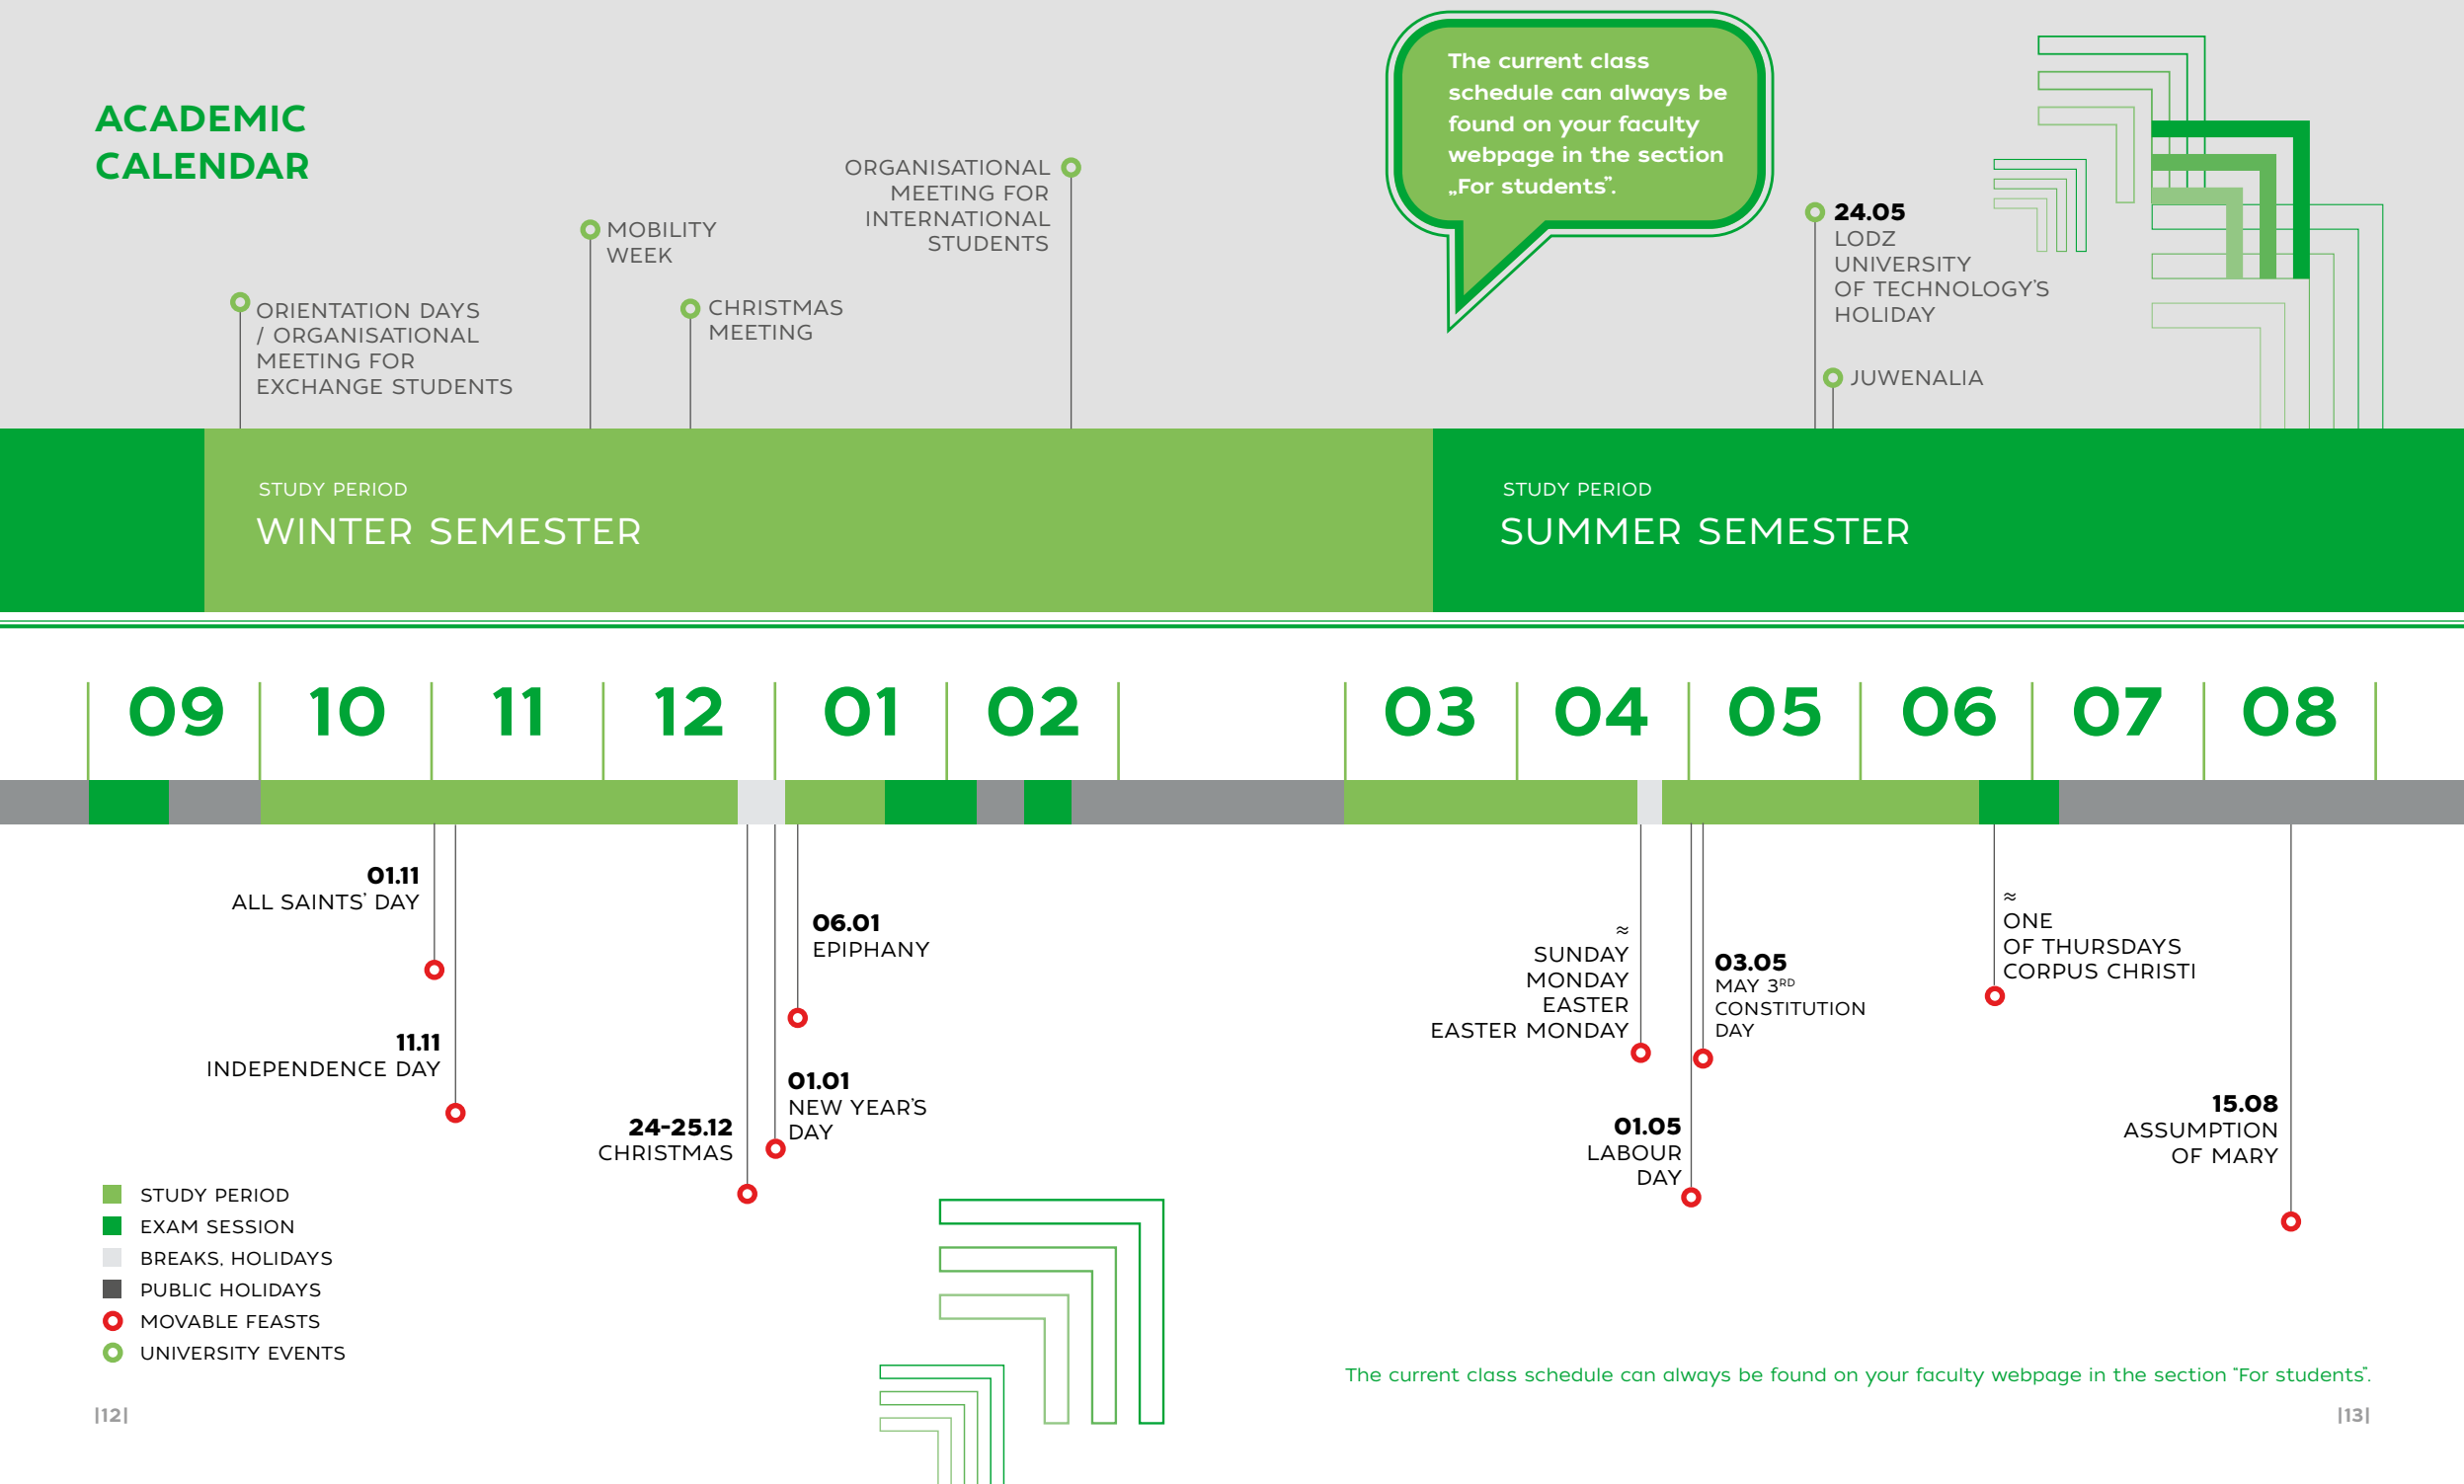 ACADEMIC
CALENDAR
ORIENTATION DAYS
/ ORGANISATIONAL
MEETING FOR
EXCHANGE STUDENTS
MOBILITY
WEEK
CHRISTMAS
MEETING
ORGANISATIONAL
MEETING FOR
INTERNATIONAL
STUDENTS
The current class
schedule can always be
found on your faculty
webpage in the section
„For students”.
24.05
LODZ
UNIVERSITY
OF TECHNOLOGY’S
HOLIDAY
JUWENALIA
STUDY PERIOD
WINTER SEMESTER
STUDY PERIOD
SUMMER SEMESTER
09 10 11 12 01 02 03 04 05 06 07 08
01.11
ALL SAINTS’ DAY
11.11
INDEPENDENCE DAY
24-25.12
CHRISTMAS
06.01
EPIPHANY
01.01
NEW YEAR’S
DAY
≈
SUNDAY
MONDAY
EASTER
EASTER MONDAY
03.05
MAY 3RD
CONSTITUTION
DAY
01.05
LABOUR
DAY
≈
ONE
OF THURSDAYS
CORPUS CHRISTI
15.08
ASSUMPTION
OF MARY
STUDY PERIOD
EXAM SESSION
BREAKS, HOLIDAYS
PUBLIC HOLIDAYS
MOVABLE FEASTS
UNIVERSITY EVENTS
The current class schedule can always be found on your faculty webpage in the section “For students”.
|12|
|13|